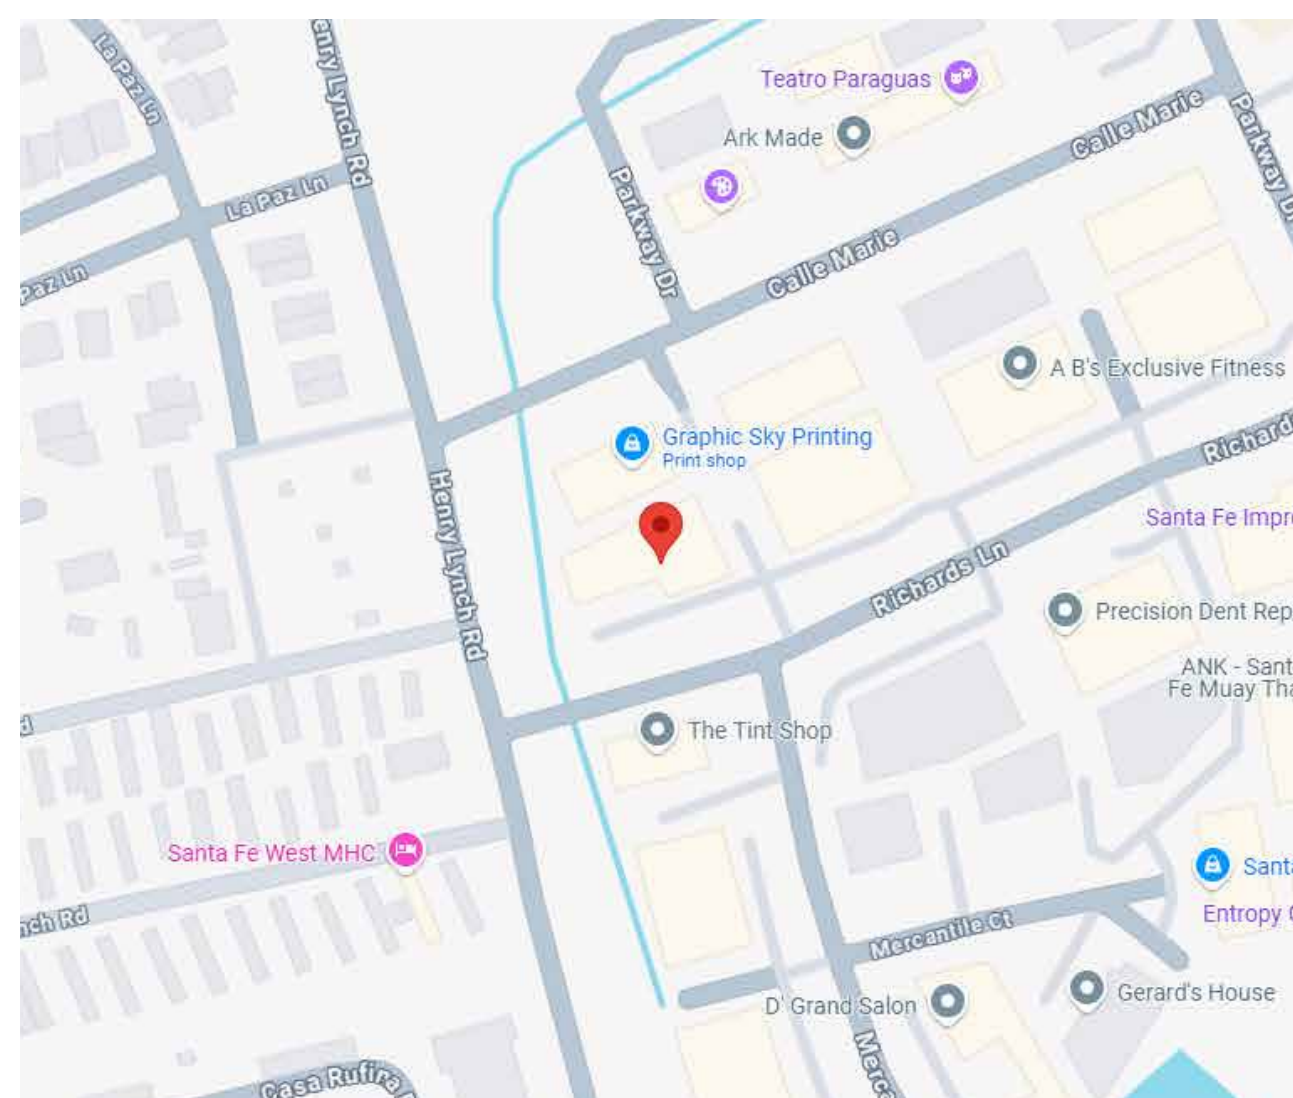 La Paz Ln
enry Lynch Rd
Teatro Paraguas
Ark Made
Calle Marie
Parkway Dr
La Paz Ln
Parkway Dr
Calle Marie
Paz Ln
A B's Exclusive Fitness
Graphic Sky Printing
Print shop
Richards
Henry Lynch Rd
Santa Fe Impr
Richards Ln
Precision Dent Rep
ANK - Sant
Fe Muay Tha
d
The Tint Shop
Santa Fe West MHC
Santa
nch Rd
Entropy
Mercantile Ct
Gerard's House
D' Grand Salon
Merca
Casa Rufina